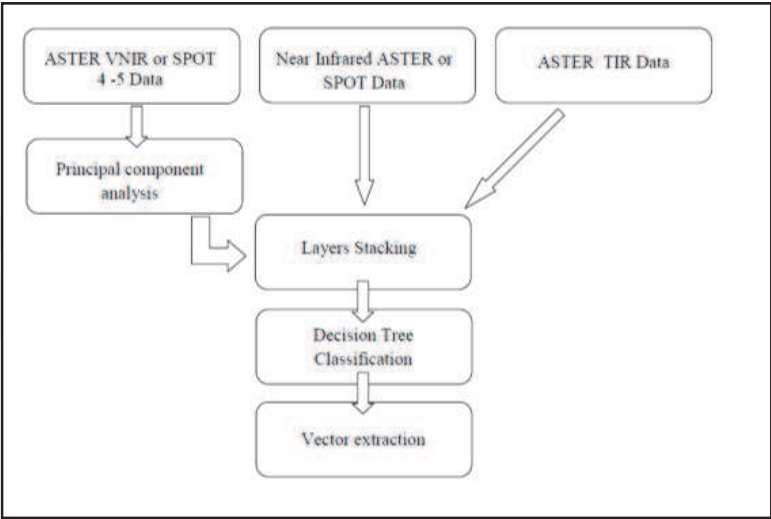 ASTER VNIR or SPOT
4 -5 Data
Near Infrared ASTER or
SPOT Data
ASTER TIR Data
Principal component
analysis
Layers Stacking
Decision Tree
Classification
Vector extraction